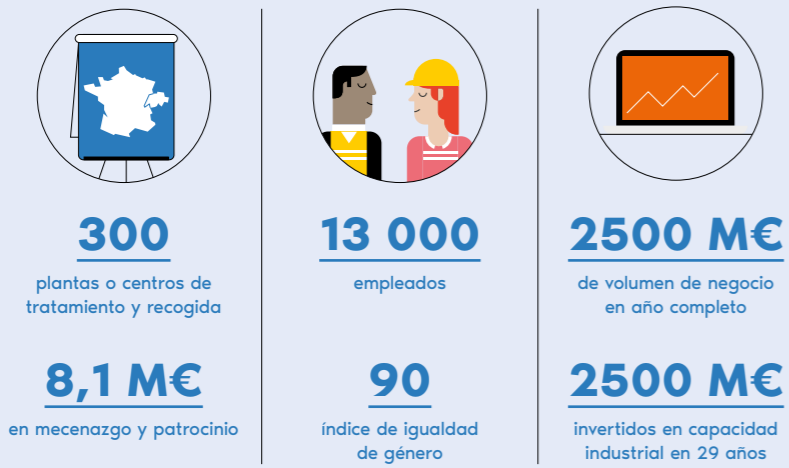 300
plantas o centros de
tratamiento y recogida
8,1 M€
en mecenazgo y patrocinio
13 000
empleados
90
índice de igualdad
de género
2500 M€
de volumen de negocio
en año completo
2500 M€
invertidos en capacidad
industrial en 29 años